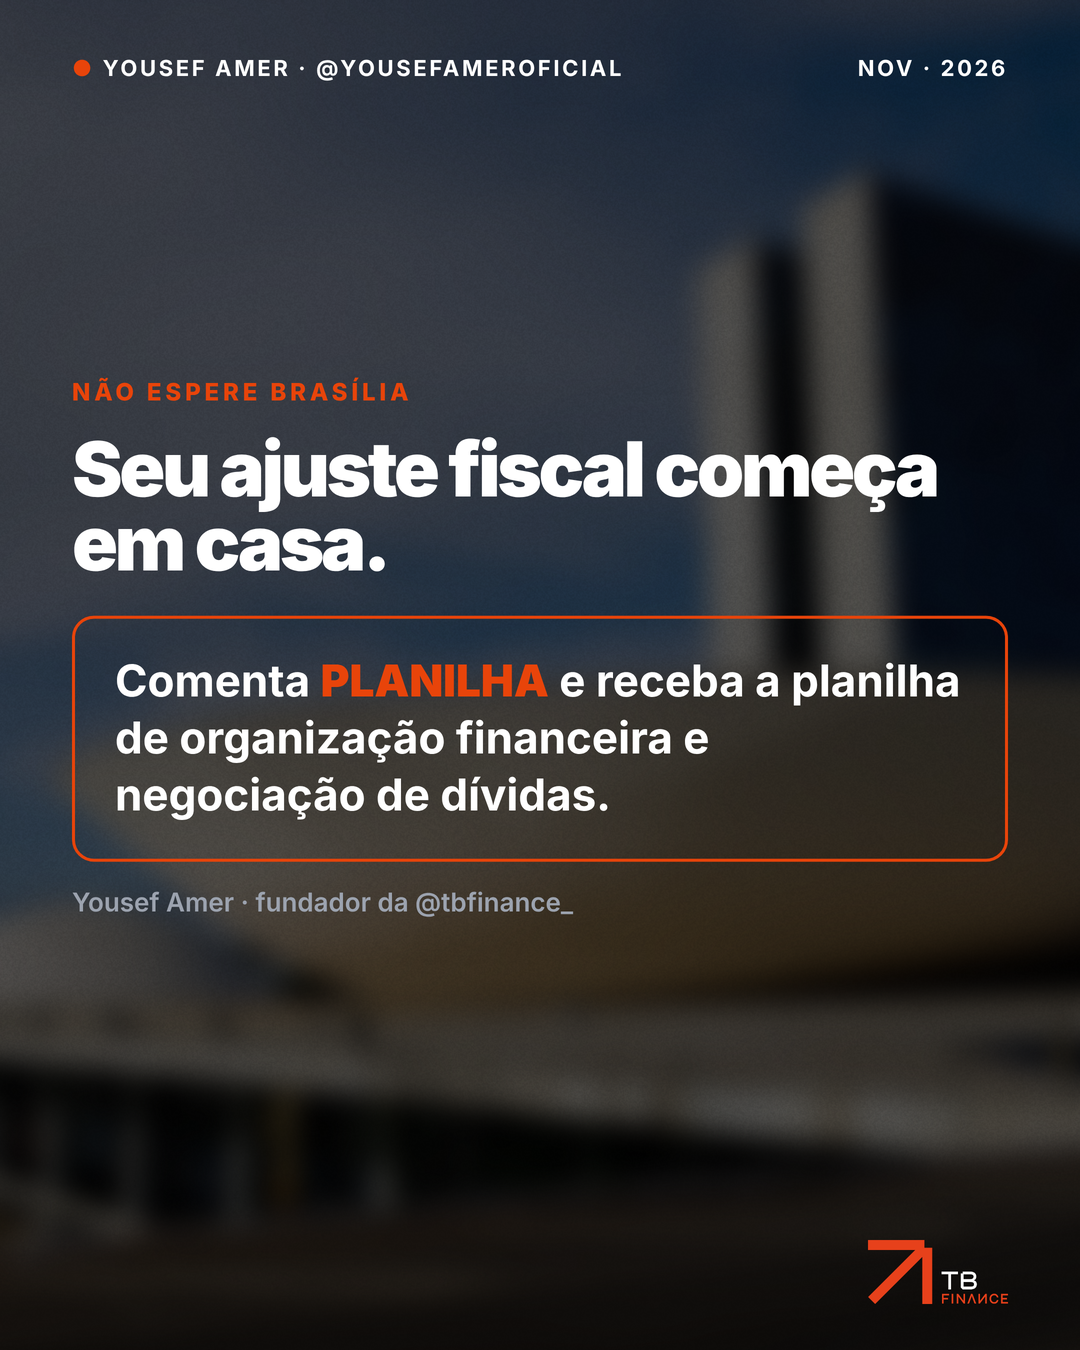 YOUSEF AMER · @YOUSEFAMEROFICIAL
NOV · 2026
NÃO ESPERE BRASÍLIA
Seu ajuste fiscal começa
em casa.
Comenta PLANILHA e receba a planilha
de organização financeira e
negociação de dívidas.
Yousef Amer · fundador da @tbfinance_
TB
FINANCE